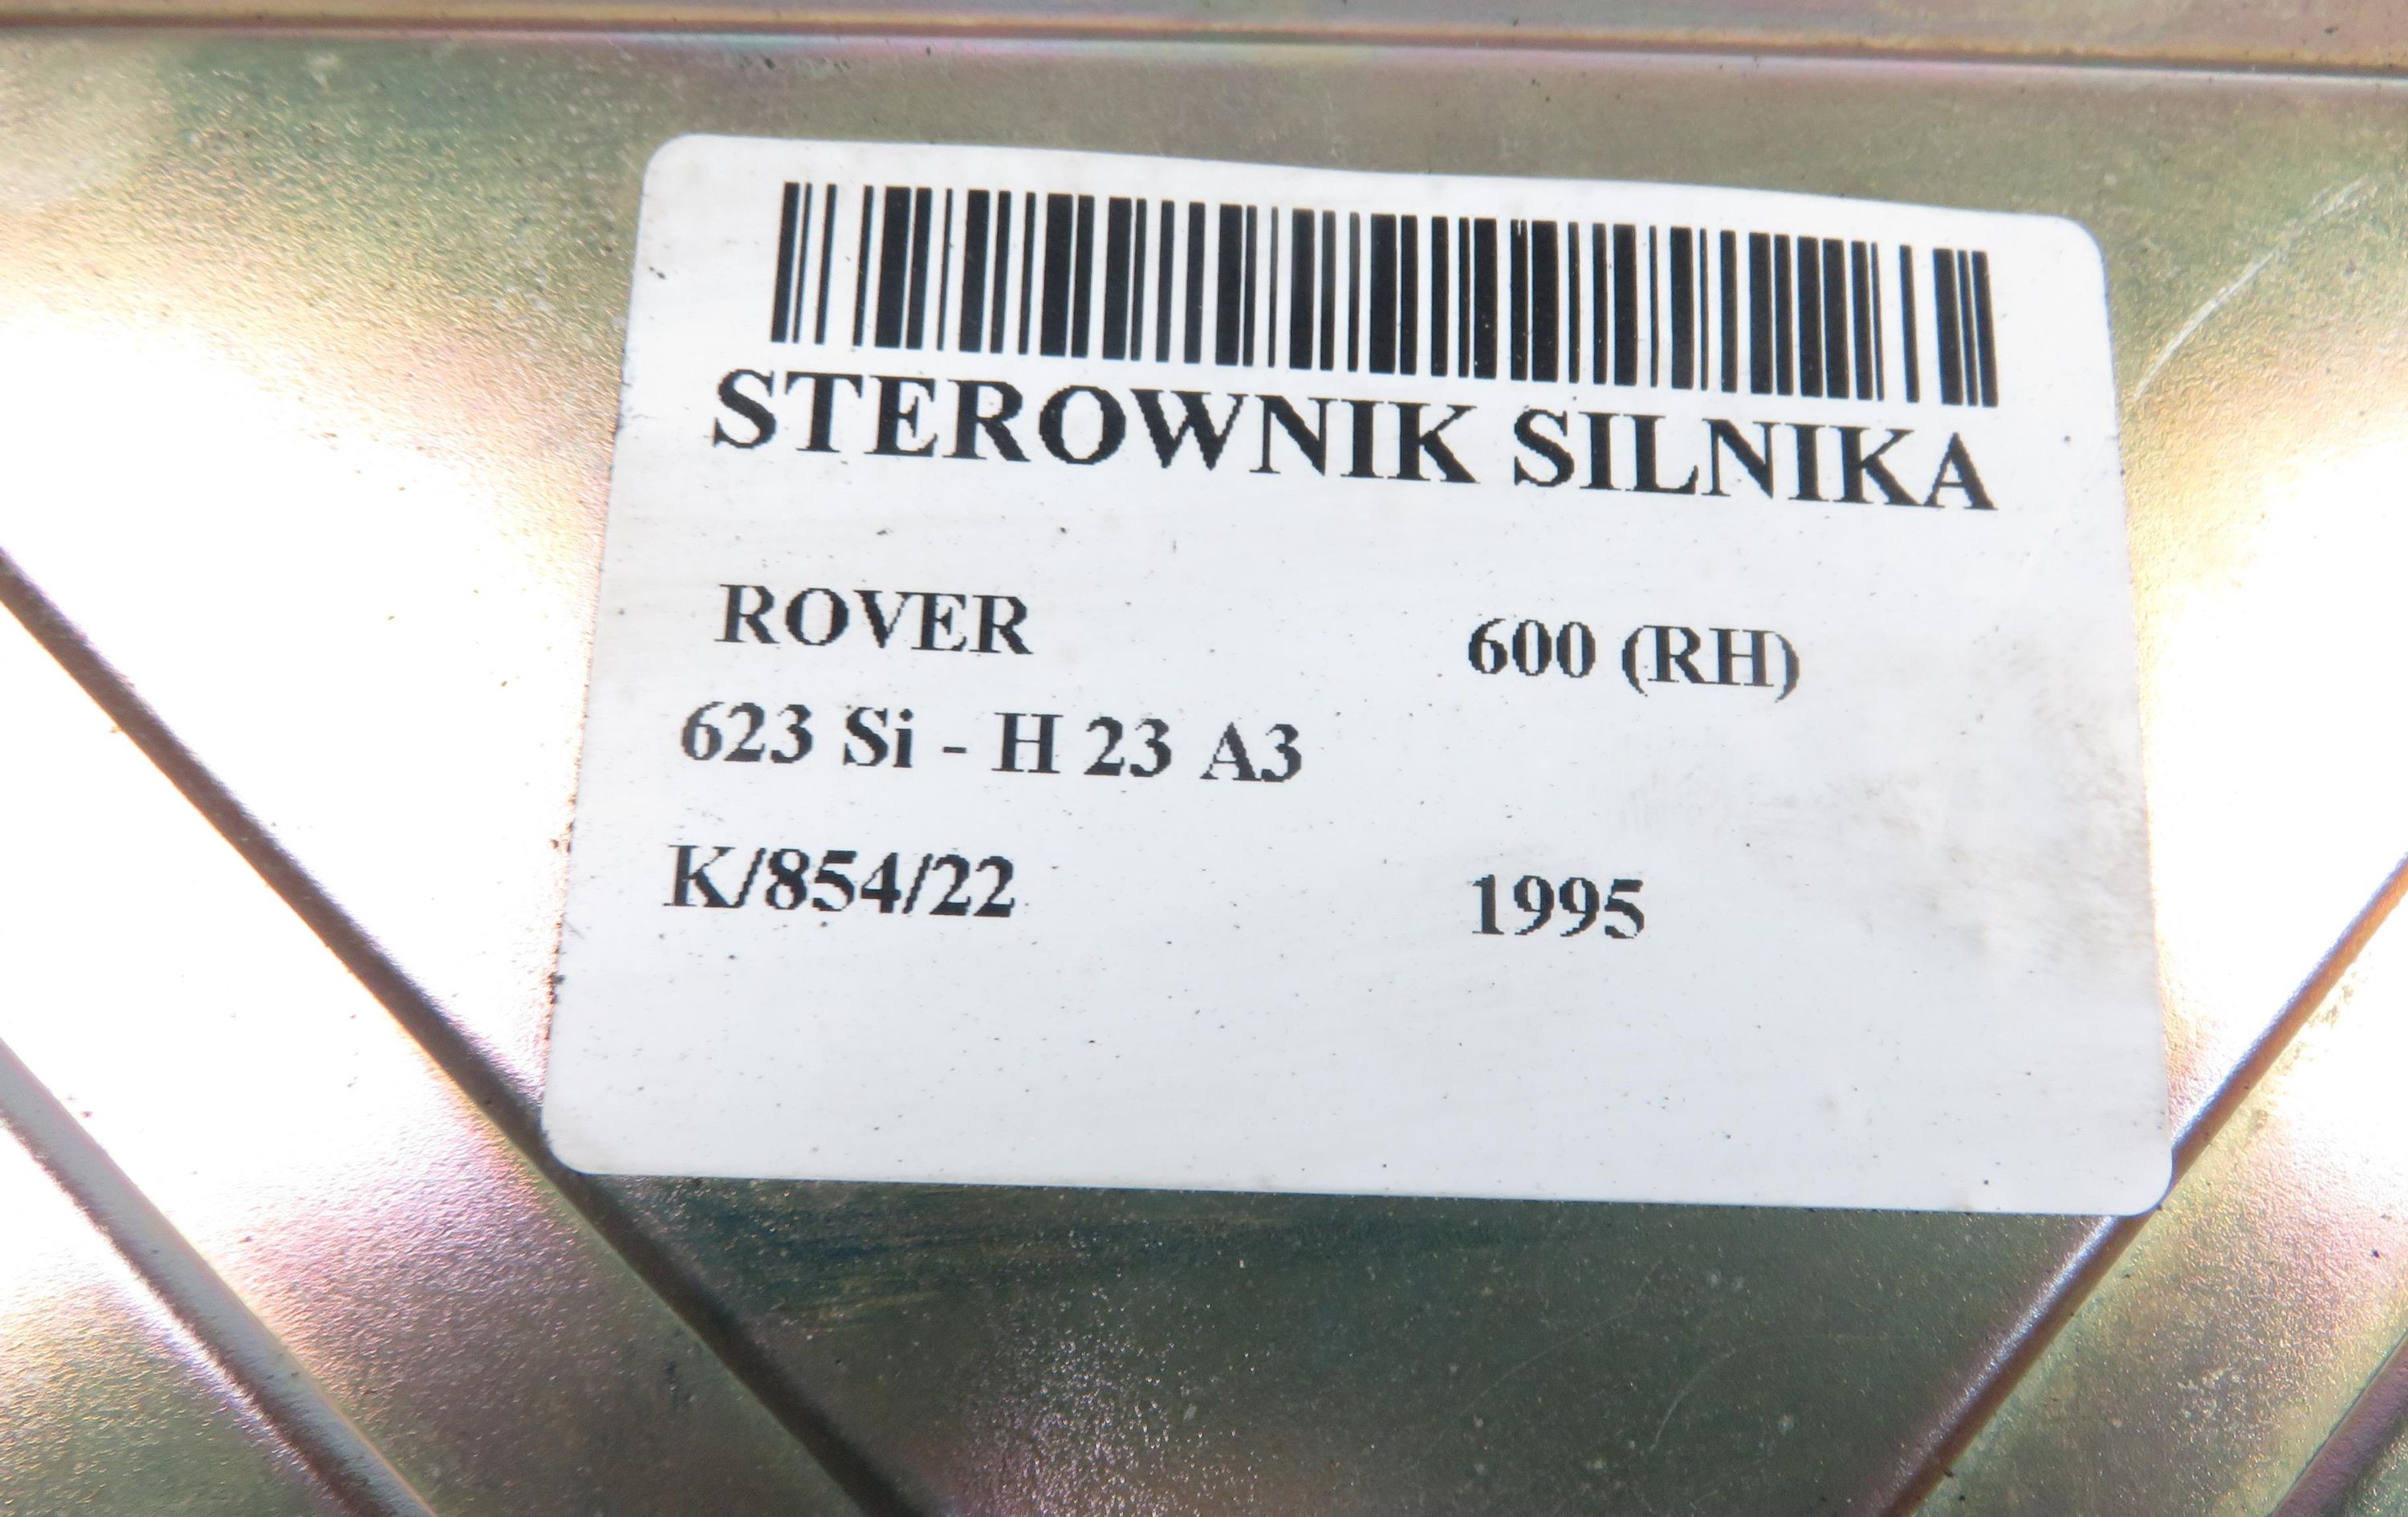 STEROWNIK SILNIKA
ROVER 600 (RH)
623 Si - H 23 A3
K/854/22 1995